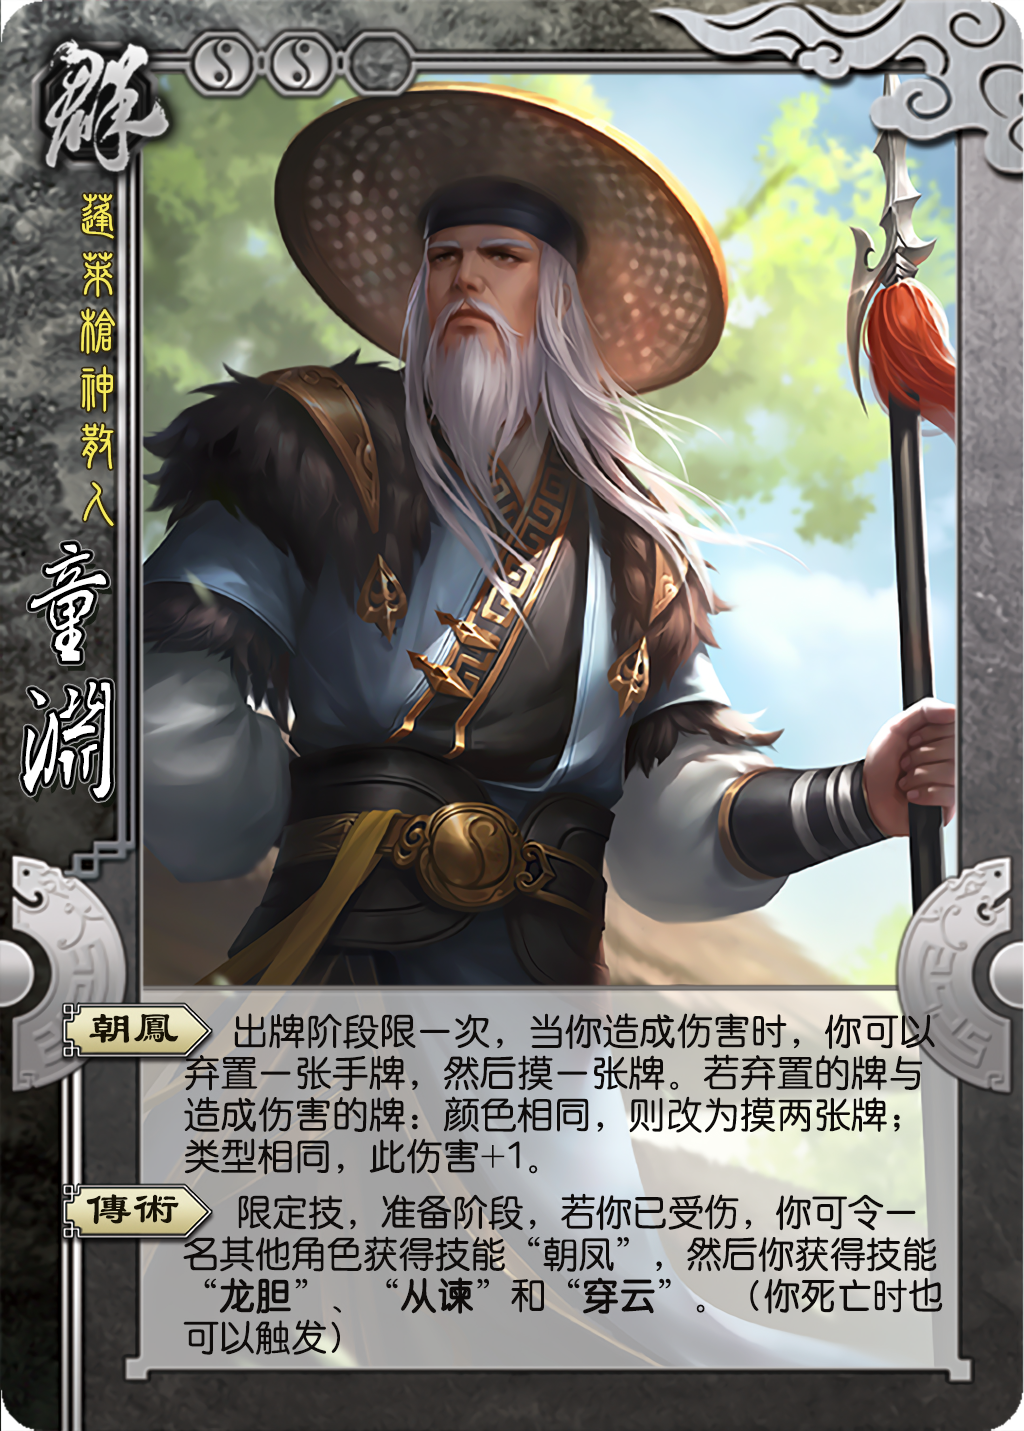 群
蓬萊槍神散人
童淵
朝鳳
出牌阶段限一次，当你造成伤害时，你可以
弃置一张手牌，然后摸一张牌。若弃置的牌与
造成伤害的牌：颜色相同，则改为摸两张牌；
类型相同，此伤害+1。
傳術
限定技，准备阶段，若你已受伤，你可令一
名其他角色获得技能“朝凤”，然后你获得技能
“龙胆”、“从谏”和“穿云”。（你死亡时也
可以触发）